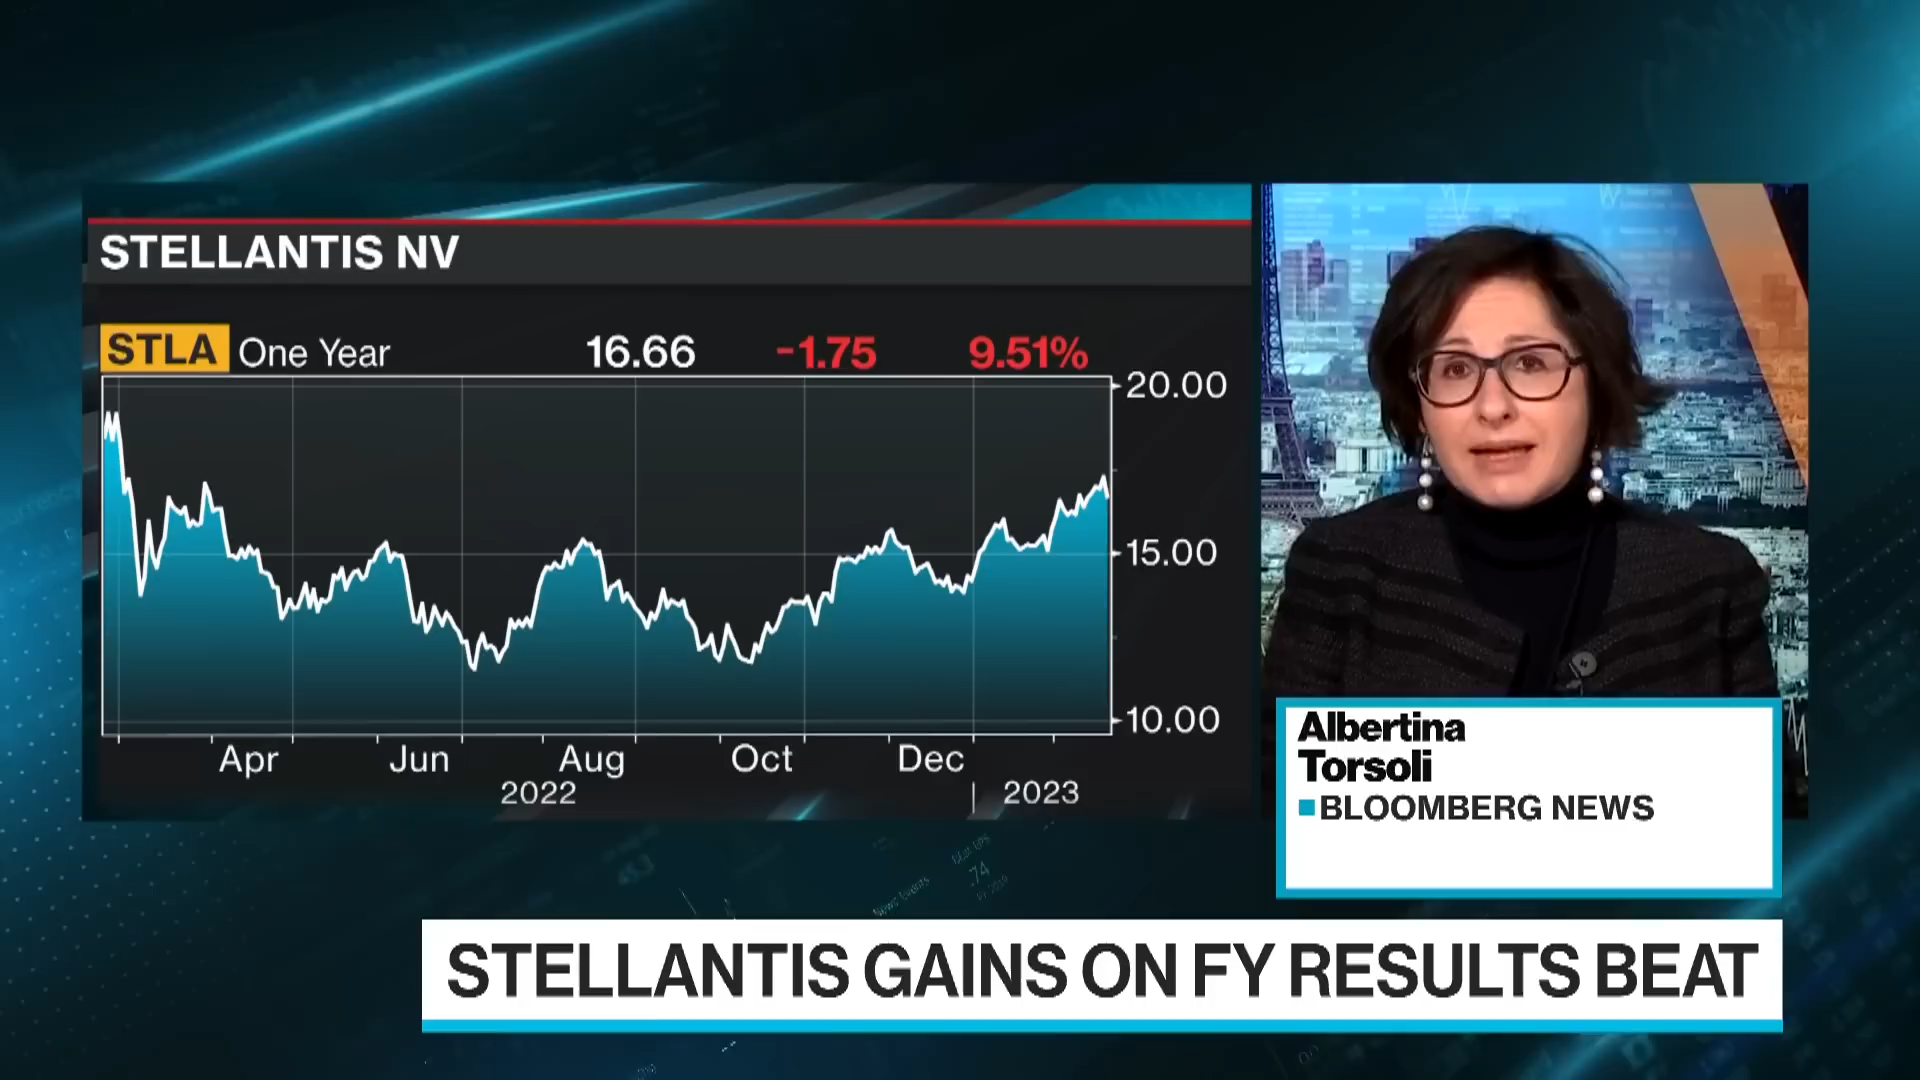 STELLANTIS NV
STLA One Year 16.66 -1.75 9.51%
20.00
15.00
10.00
Apr Jun Aug Oct Dec
2022 2023
Albertina
Torsoli
BLOOMBERG NEWS
STELLANTIS GAINS ON FY RESULTS BEAT